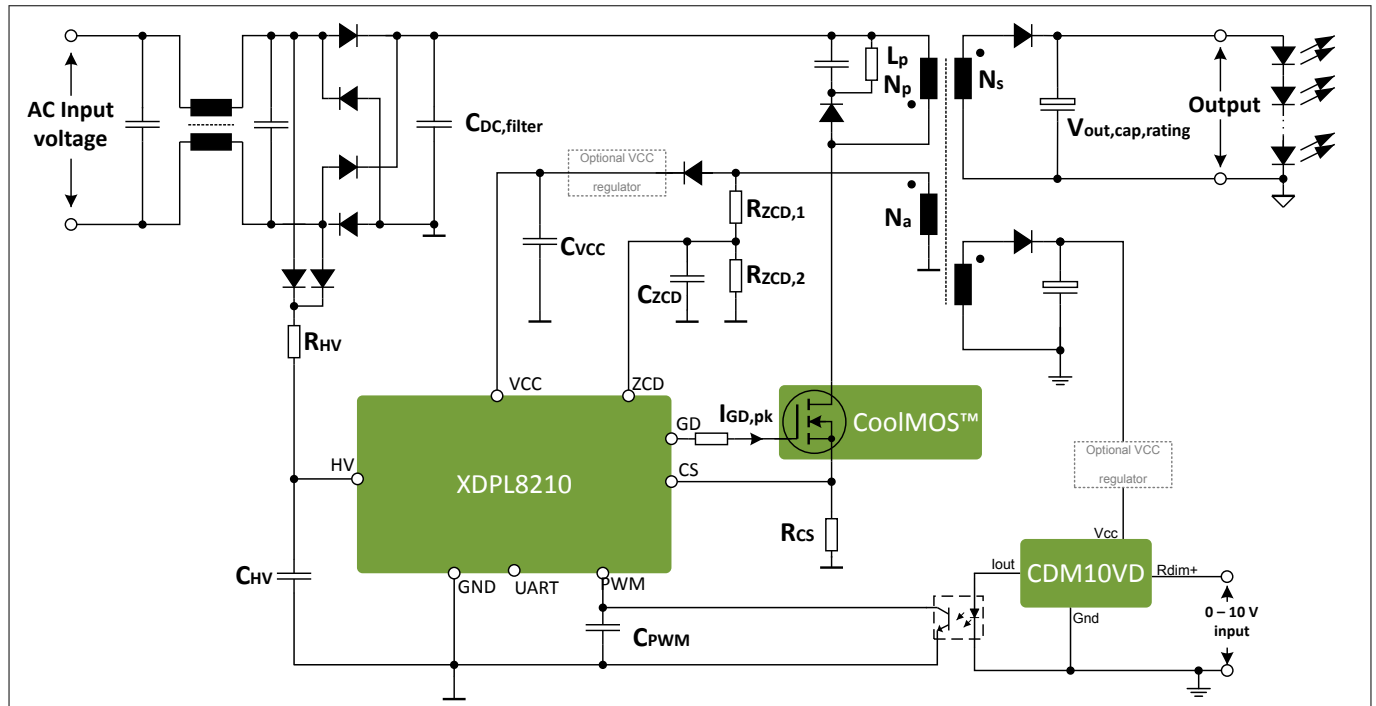 AC Input
voltage
CDC,filter
Lp
Np
Ns
Vout,cap,rating
Output
Optional VCC
regulator
RZCD,1
Na
CVCC
CZCD
RZCD,2
RHV
VCC
ZCD
GD
IGD,pk
CoolMOS™
HV
XDPL8210
CS
Optional VCC
regulator
RCS
Vcc
CHV
GND
UART
PWM
Iout
CDM10VD
Rdim+
Gnd
0 – 10 V
input
CPWM